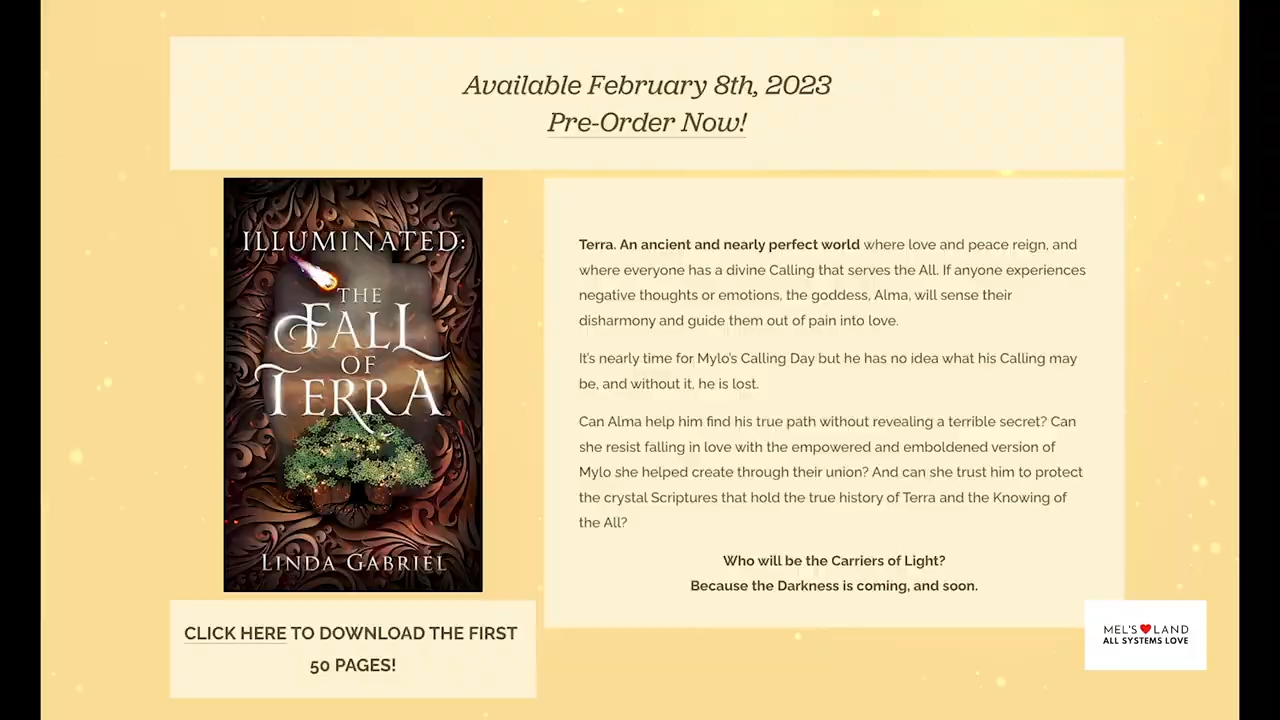 Available February 8th, 2023
Pre-Order Now!
ILLUMINATED:
THE
FALL
OF
TERRA
LINDA GABRIEL
CLICK HERE TO DOWNLOAD THE FIRST
50 PAGES!
Terra. An ancient and nearly perfect world where love and peace reign, and
where everyone has a divine Calling that serves the All. If anyone experiences
negative thoughts or emotions, the goddess, Alma, will sense their
disharmony and guide them out of pain into love.
It's nearly time for Mylo's Calling Day but he has no idea what his Calling may
be, and without it, he is lost.
Can Alma help him find his true path without revealing a terrible secret? Can
she resist falling in love with the empowered and emboldened version of
Mylo she helped create through their union? And can she trust him to protect
the crystal Scriptures that hold the true history of Terra and the Knowing of
the All?
Who will be the Carriers of Light?
Because the Darkness is coming, and soon.
MEL'S LAND
ALL SYSTEMS LOVE